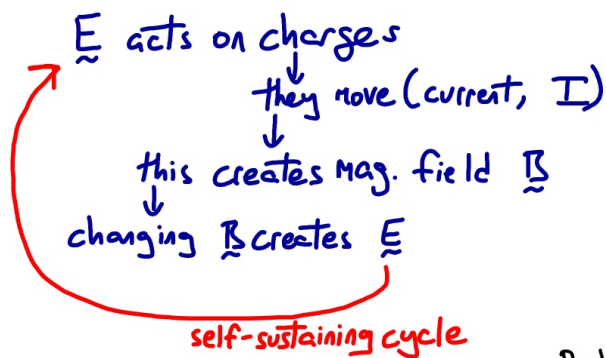 E acts on charges
they move (current, I)
this creates mag. field B
changing B creates E
self-sustaining cycle